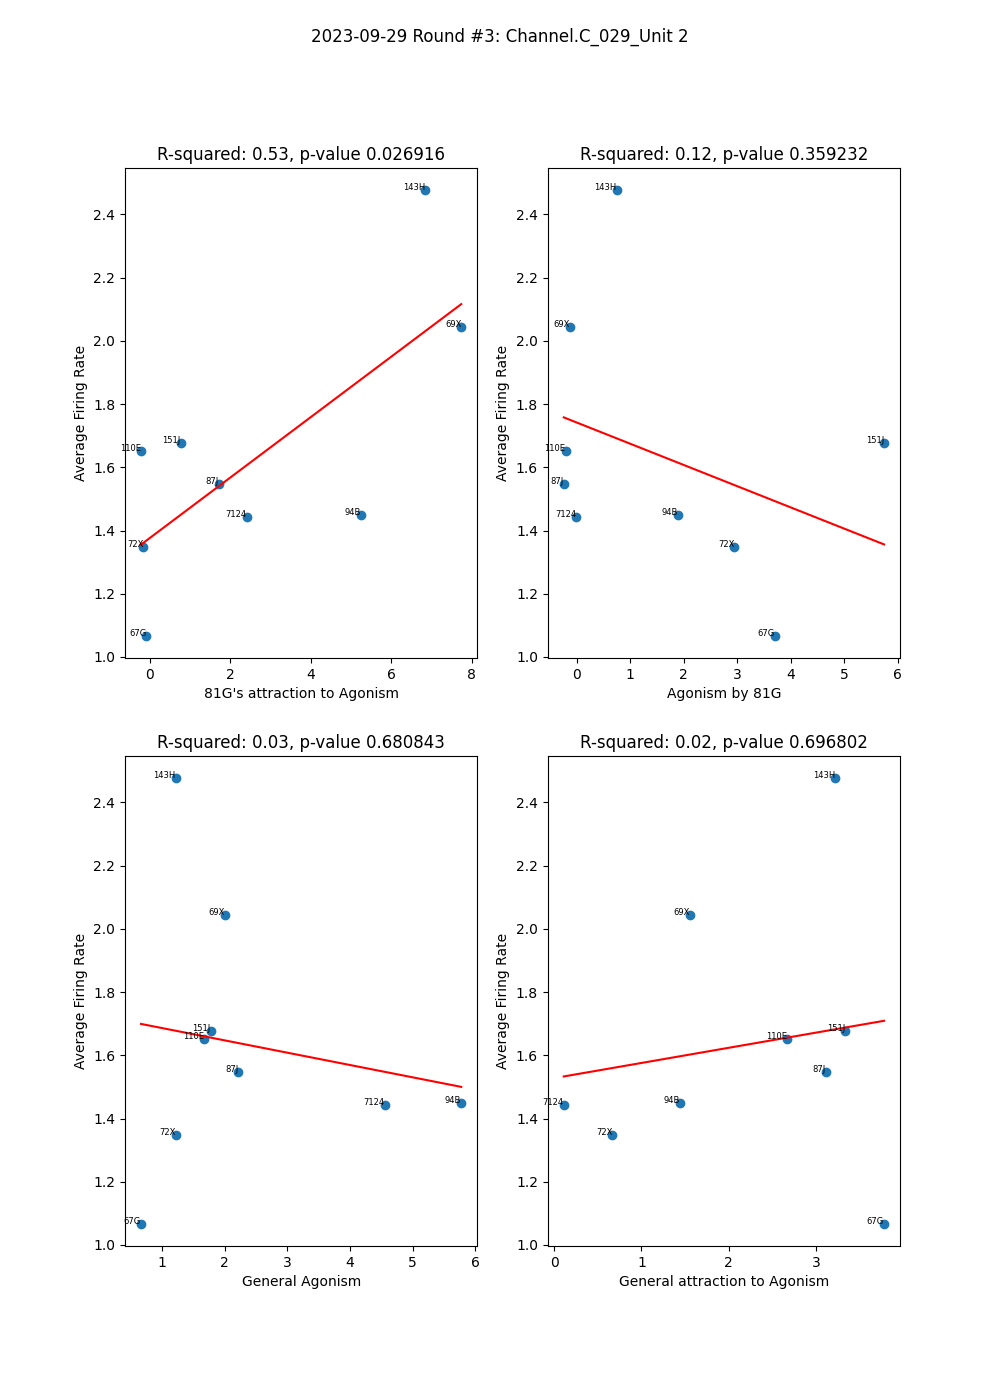 2023-09-29 Round #3: Channel.C_029_Unit 2
R-squared: 0.53, p-value 0.026916
Average Firing Rate
2.4
2.2
2.0
1.8
1.6
1.4
1.2
1.0
143H
69X
151J
110E
87J
7124
94B
72X
67G
0 2 4 6 8
81G's attraction to Agonism
R-squared: 0.12, p-value 0.359232
Average Firing Rate
2.4
2.2
2.0
1.8
1.6
1.4
1.2
1.0
143H
69X
151J
110E
87J
7124
94B
72X
67G
0 1 2 3 4 5 6
Agonism by 81G
R-squared: 0.03, p-value 0.680843
Average Firing Rate
2.4
2.2
2.0
1.8
1.6
1.4
1.2
1.0
143H
69X
151J
110E
87J
7124
94B
72X
67G
1 2 3 4 5 6
General Agonism
R-squared: 0.02, p-value 0.696802
Average Firing Rate
2.4
2.2
2.0
1.8
1.6
1.4
1.2
1.0
143H
69X
151J
110E
87J
7124
94B
72X
67G
0 1 2 3
General attraction to Agonism